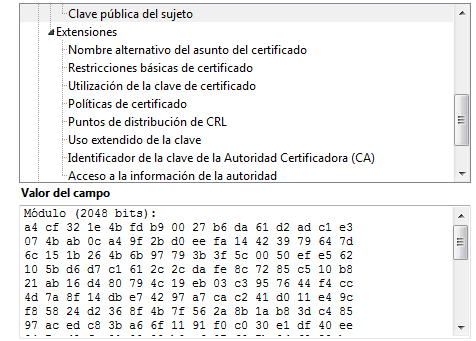 Clave pública del sujeto
Extensiones
Nombre alternativo del asunto del certificado
Restricciones básicas de certificado
Utilización de la clave de certificado
Políticas de certificado
Puntos de distribución de CRL
Uso extendido de la clave
Identificador de la clave de la Autoridad Certificadora (CA)
Acceso a la información de la autoridad
Valor del campo
Módulo (2048 bits):
a4 cf 32 1e 4b fd b9 00 27 b6 da 61 d2 ad c1 e3
07 4b ab 0c a4 9f 2b d0 ee fa 14 42 39 79 64 7d
6c 15 1b 26 4b 6b 97 79 3b 3f 5c 00 50 ef e5 62
10 5b d6 d7 c1 61 2c 2c da fe 8c 72 85 c5 10 b8
21 ab 16 d4 80 79 4c 19 eb 03 c3 95 76 44 f4 cc
4d 7a 8f 14 db e7 42 97 a7 ca c2 41 d0 11 e4 9c
f8 58 24 d2 36 8f 4b 7f 56 2a 8b 1a b8 3d c4 85
97 ac ed c8 3b a6 6f 11 91 f0 c0 30 e1 df 40 ee